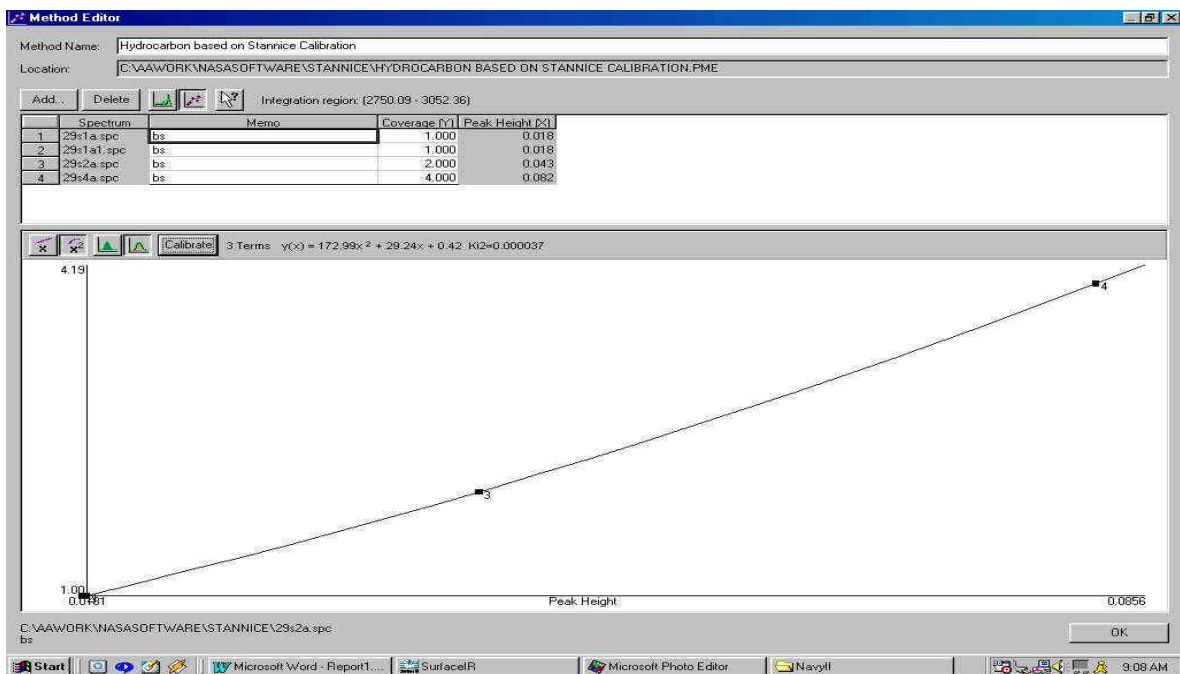 Method Editor
Method Name: Hydrocarbon based on Stannice Calibration
Location: C:\AAWORK\NASASOFTWARE\STANNICE\HYDROCARBON BASED ON STANNICE CALIBRATION.PME
Add... Delete Integration region: (2750.09 - 3052.36)
Spectrum Memo Coverage (Y) Peak Height (X)
1 29s1a.spc bs 1.000 0.018
2 29s1a1.spc bs 1.000 0.018
3 29s2a.spc bs 2.000 0.043
4 29s4a.spc bs 4.000 0.082
x x² Calibrate 3 Terms y(x) = 172.99x² + 29.24x + 0.42 Ki2=0.000037
4.19
4
3
1.00
Peak Height 0.0856
C:\AAWORK\NASASOFTWARE\STANNICE\29s2a.spc
bs
OK
Start Microsoft Word - Report1.... SurfaceIR Microsoft Photo Editor NavyII 9:08 AM